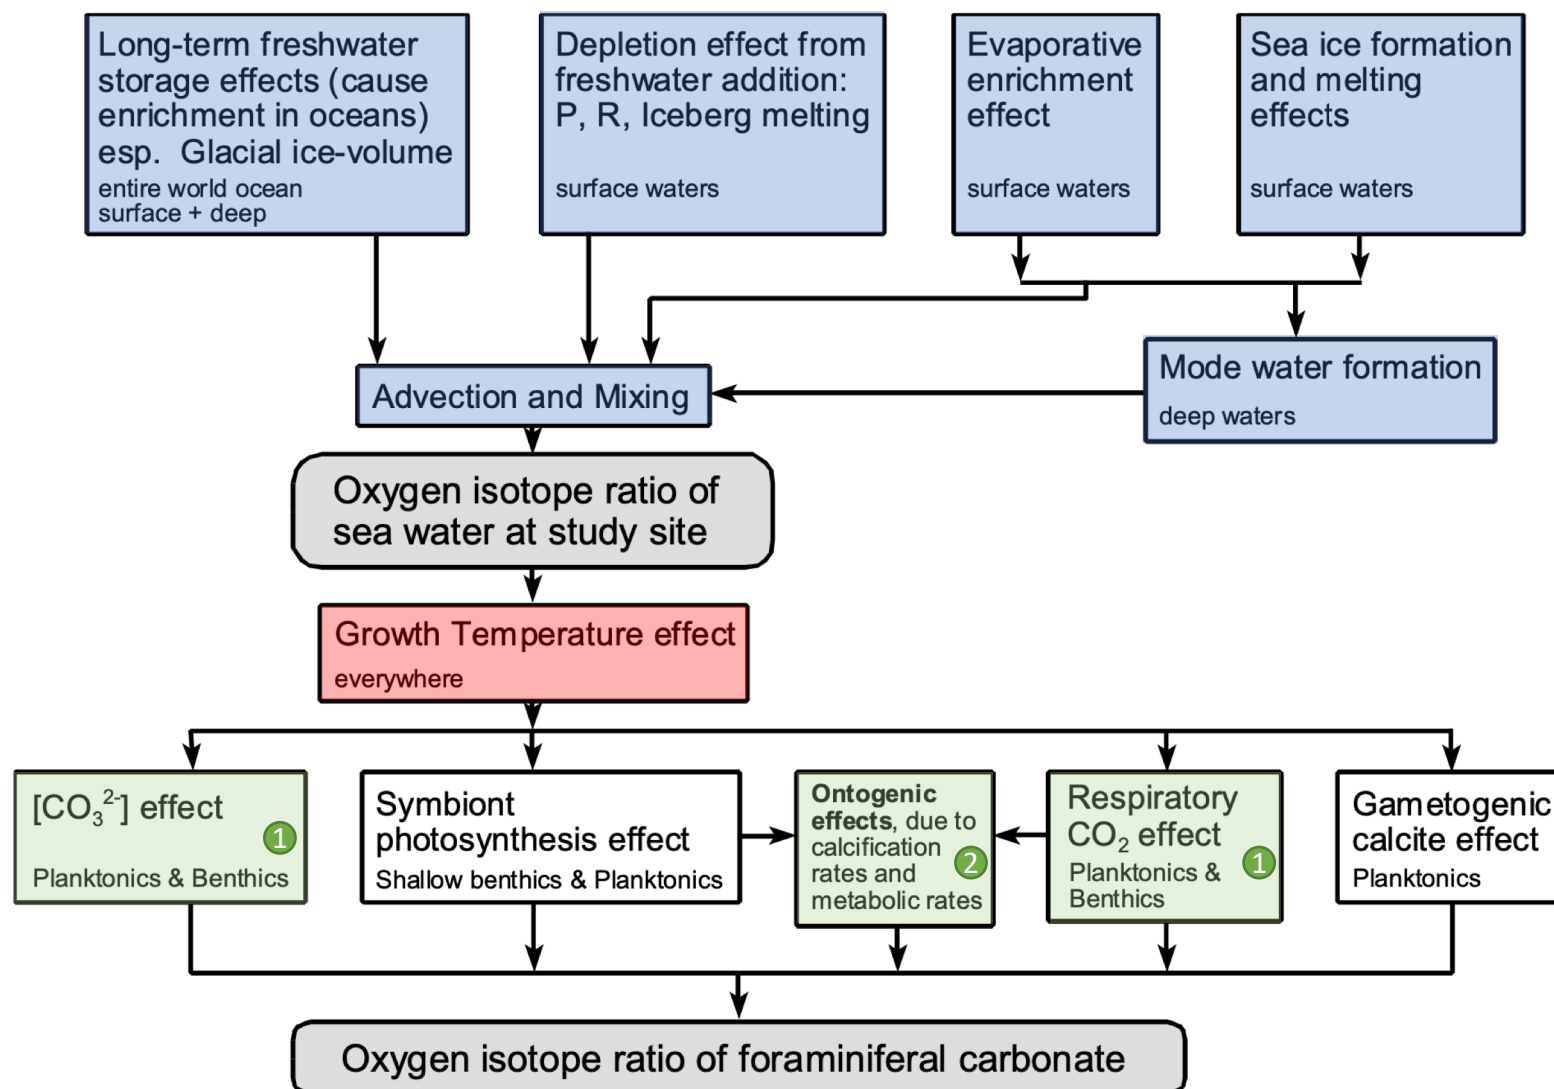 Long-term freshwater
storage effects (cause
enrichment in oceans)
esp. Glacial ice-volume
entire world ocean
surface + deep
Depletion effect from
freshwater addition:
P, R, Iceberg melting
surface waters
Evaporative
enrichment
effect
surface waters
Sea ice formation
and melting
effects
surface waters
Advection and Mixing
Mode water formation
deep waters
Oxygen isotope ratio of
sea water at study site
Growth Temperature effect
everywhere
[CO₃²⁻] effect
1
Planktonics & Benthics
Symbiont
photosynthesis effect
Shallow benthics & Planktonics
Ontogenic
effects, due to
calcification
rates and
metabolic rates
2
Respiratory
CO₂ effect
Planktonics &
Benthics
1
Gametogenic
calcite effect
Planktonics
Oxygen isotope ratio of foraminiferal carbonate